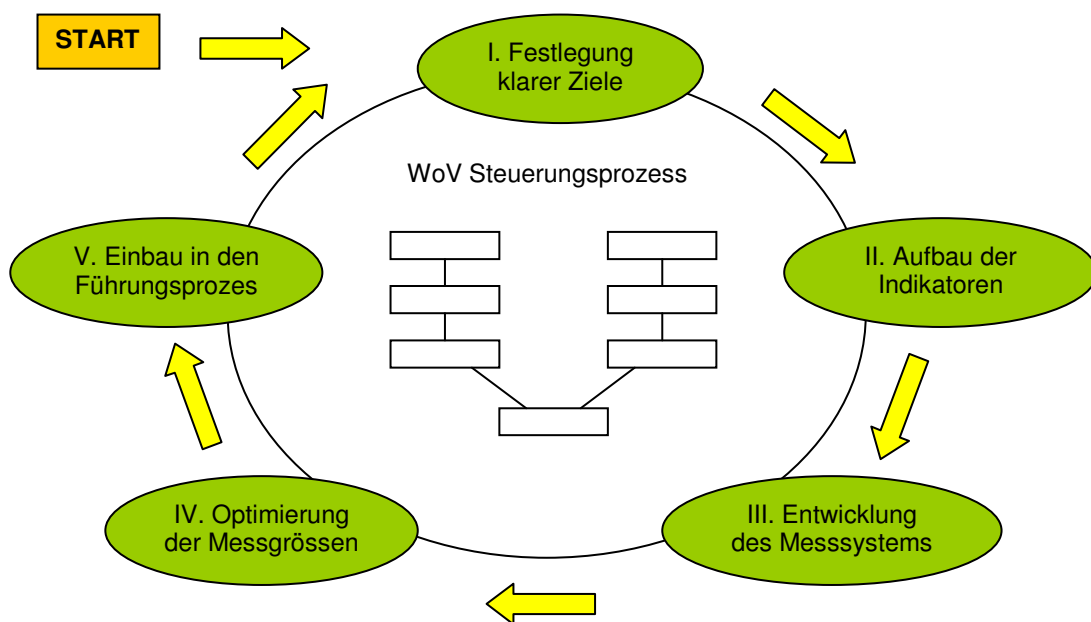 START
I. Festlegung
klarer Ziele
WoV Steuerungsprozess
II. Aufbau der
Indikatoren
III. Entwicklung
des Messsystems
IV. Optimierung
der Messgrössen
V. Einbau in den
Führungsprozes